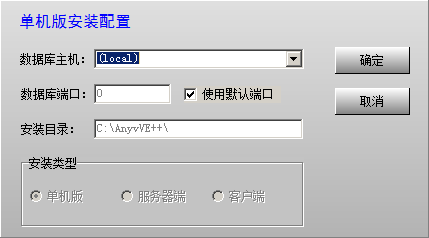 单机版安装配置
数据库主机： (local) 确定
数据库端口： 0 使用默认端口 取消
安装目录： C:\AnyvVE++\
安装类型
单机版 服务器端 客户端